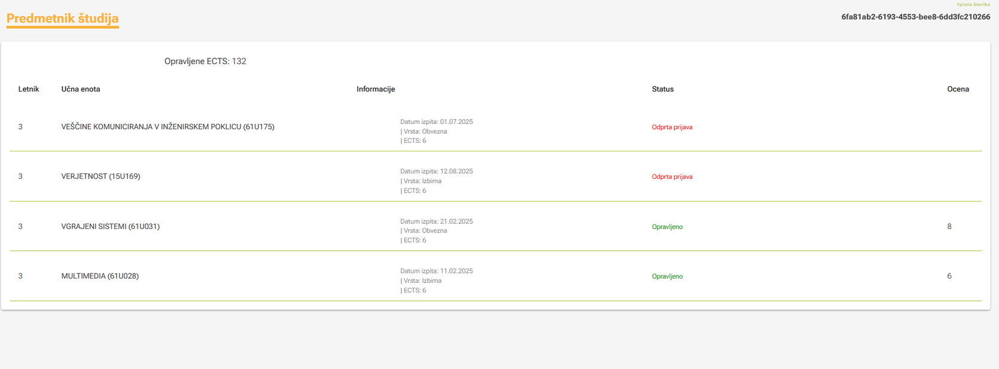 Vpisna številka
Predmetnik študija
6fa81ab2-6193-4553-bee8-6dd3fc210266
Opravljene ECTS: 132
Letnik Učna enota Informacije Status Ocena
Datum izpita: 01.07.2025
3 VEŠČINE KOMUNICIRANJA V INŽENIRSKEM POKLICU (61U175) | Vrsta: Obvezna Odprta prijava
| ECTS: 6
Datum izpita: 12.08.2025
3 VERJETNOST (15U169) | Vrsta: Izbirna Odprta prijava
| ECTS: 6
Datum izpita: 21.02.2025
3 VGRAJENI SISTEMI (61U031) | Vrsta: Obvezna Opravljeno 8
| ECTS: 6
Datum izpita: 11.02.2025
3 MULTIMEDIA (61U028) | Vrsta: Izbirna Opravljeno 6
| ECTS: 6